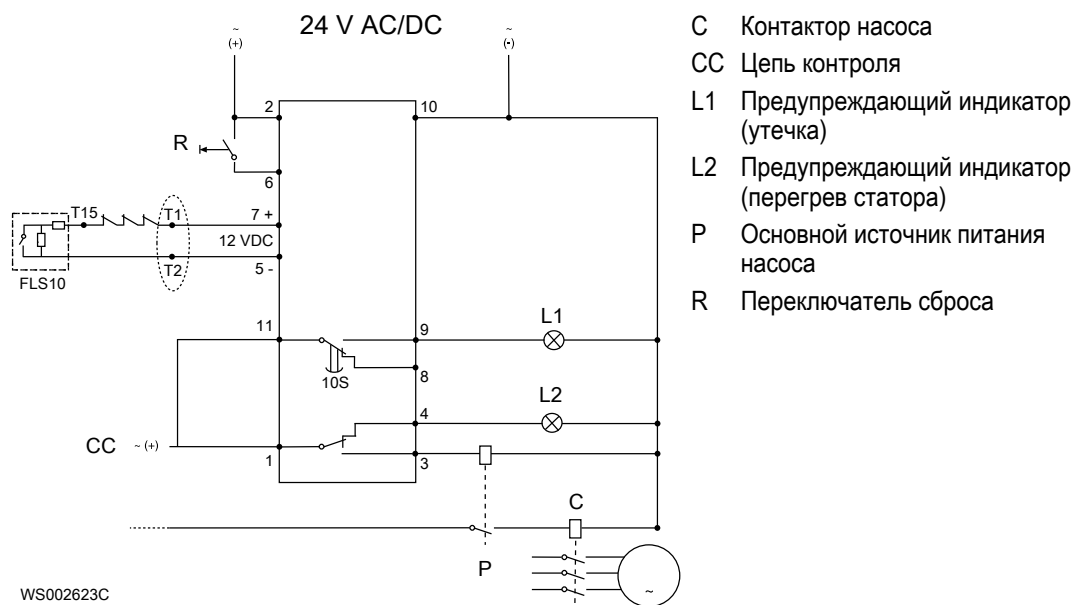 24 V AC/DC
~
(+)
~
(-)
2
10
R
6
T15
T1
7 +
12 VDC
T2
5 -
FLS10
11
9
L1
10S
8
L2
4
CC ~ (+)
1
3
C
P
~
WS002623C
C Контактор насоса
CC Цепь контроля
L1 Предупреждающий индикатор
(утечка)
L2 Предупреждающий индикатор
(перегрев статора)
P Основной источник питания
насоса
R Переключатель сброса